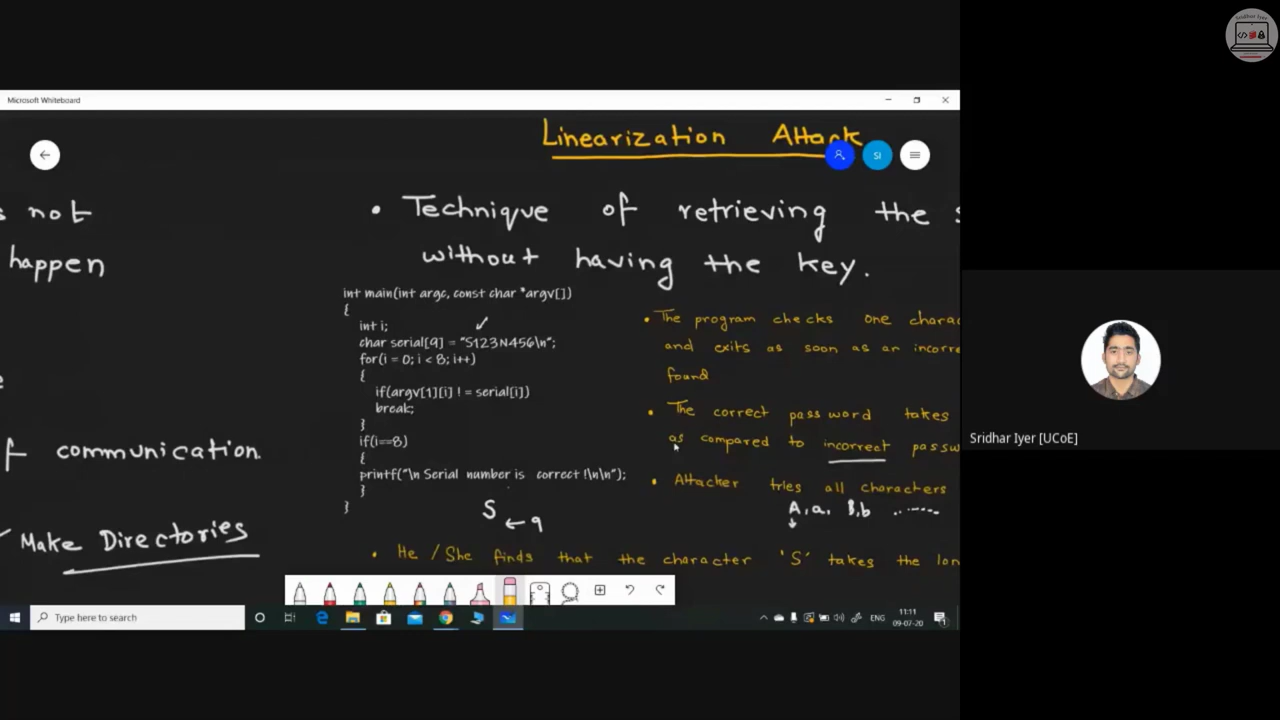 Sridhar Iyer
Microsoft Whiteboard
Linearization Attack
SI
not
happen
• Technique of retrieving the
without having the key.
int main(int argc, const char *argv[])
{
int i;
char serial[9] = "S123N456\n";
for(i = 0; i < 8; i++)
{
if(argv[1][i] ! = serial[i])
break;
}
if(i==8)
{
printf("\n Serial number is correct !\n\n");
}
}
• The program checks one charac
and exits as soon as an incorre
found
• The correct password takes
as compared to incorrect passw
• Attacker tries all characters
A, a, B, b .......
S ← 9
communication
Make Directories
• He / She finds that the character 'S' takes the lon
Sridhar Iyer [UCoE]
Type here to search
ENG
11:11
09-07-20